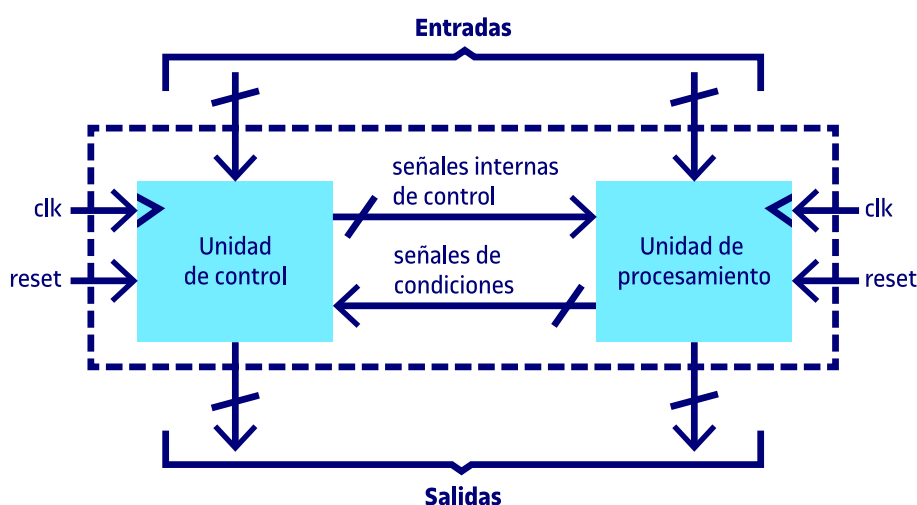 Entradas
señales internas
de control
clk
clk
Unidad
de control
Unidad de
procesamiento
señales de
condiciones
reset
reset
Salidas